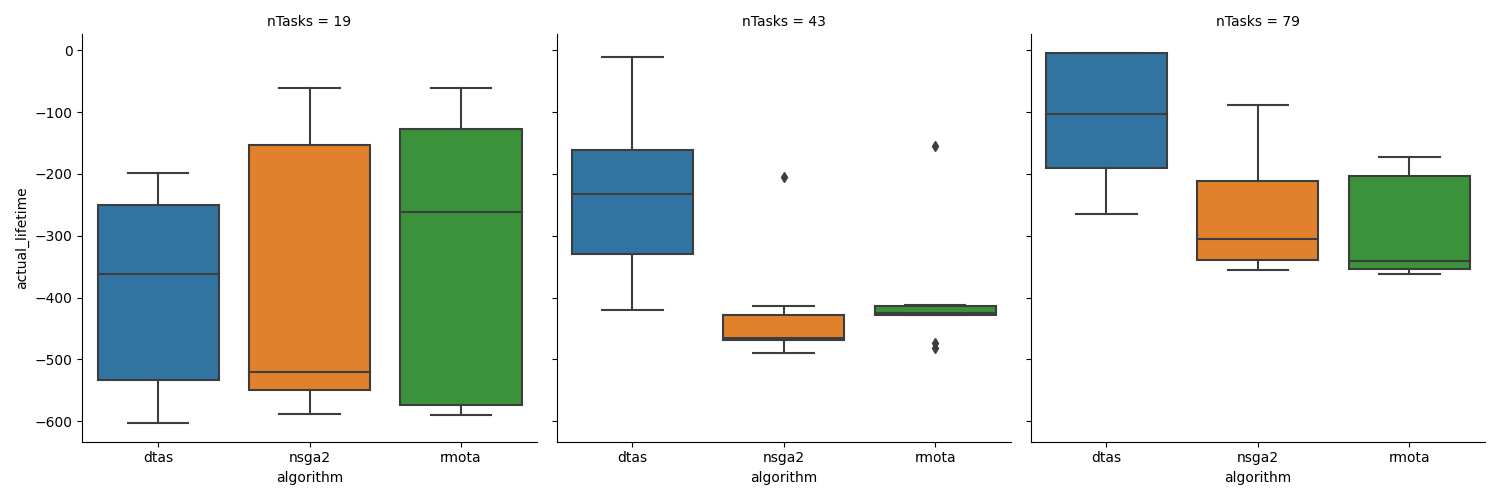 nTasks = 19
nTasks = 43
nTasks = 79
actual_lifetime
0
−100
−200
−300
−400
−500
−600
dtas nsga2 rmota
dtas nsga2 rmota
dtas nsga2 rmota
algorithm
algorithm
algorithm